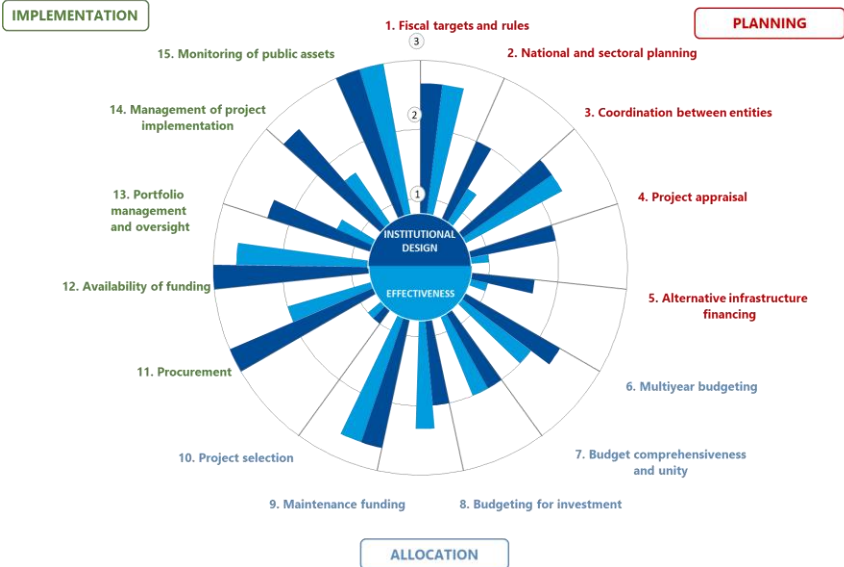 IMPLEMENTATION
PLANNING
1. Fiscal targets and rules
3
15. Monitoring of public assets
2. National and sectoral planning
14. Management of project
implementation
2
3. Coordination between entities
13. Portfolio
management
and oversight
1
4. Project appraisal
INSTITUTIONAL
DESIGN
EFFECTIVENESS
12. Availability of funding
5. Alternative infrastructure
financing
11. Procurement
6. Multiyear budgeting
10. Project selection
7. Budget comprehensiveness
and unity
9. Maintenance funding
8. Budgeting for investment
ALLOCATION